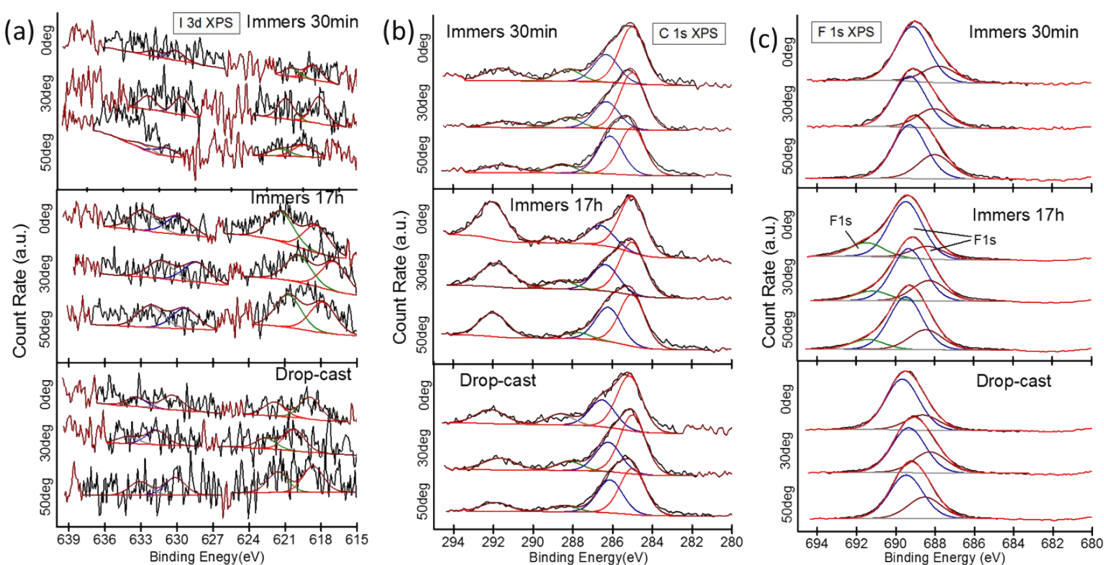 (a)
I 3d XPS
Immers 30min
0deg
30deg
50deg
Immers 17h
0deg
30deg
50deg
Drop-cast
0deg
30deg
50deg
Count Rate (a.u.)
639 636 633 630 627 624 621 618 615
Binding Energy(eV)
(b)
Immers 30min
C 1s XPS
0deg
30deg
50deg
Immers 17h
0deg
30deg
50deg
Drop-cast
0deg
30deg
50deg
Count Rate (a.u.)
294 292 290 288 286 284 282 280
Binding Energy(eV)
(c)
F 1s XPS
Immers 30min
0deg
30deg
50deg
Immers 17h
F1s
F1s
0deg
30deg
50deg
Drop-cast
0deg
30deg
50deg
Count Rate (a.u.)
694 692 690 688 686 684 682 680
Binding Energy (eV)